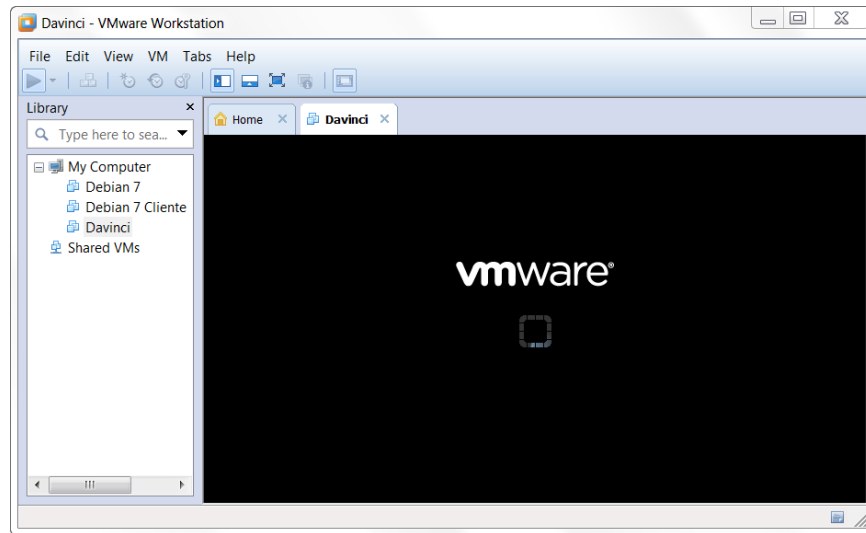 Davinci - VMware Workstation
File Edit View VM Tabs Help
Library ×
Home × Davinci ×
Type here to sea...
My Computer
Debian 7
Debian 7 Cliente
Davinci
Shared VMs
vmware®